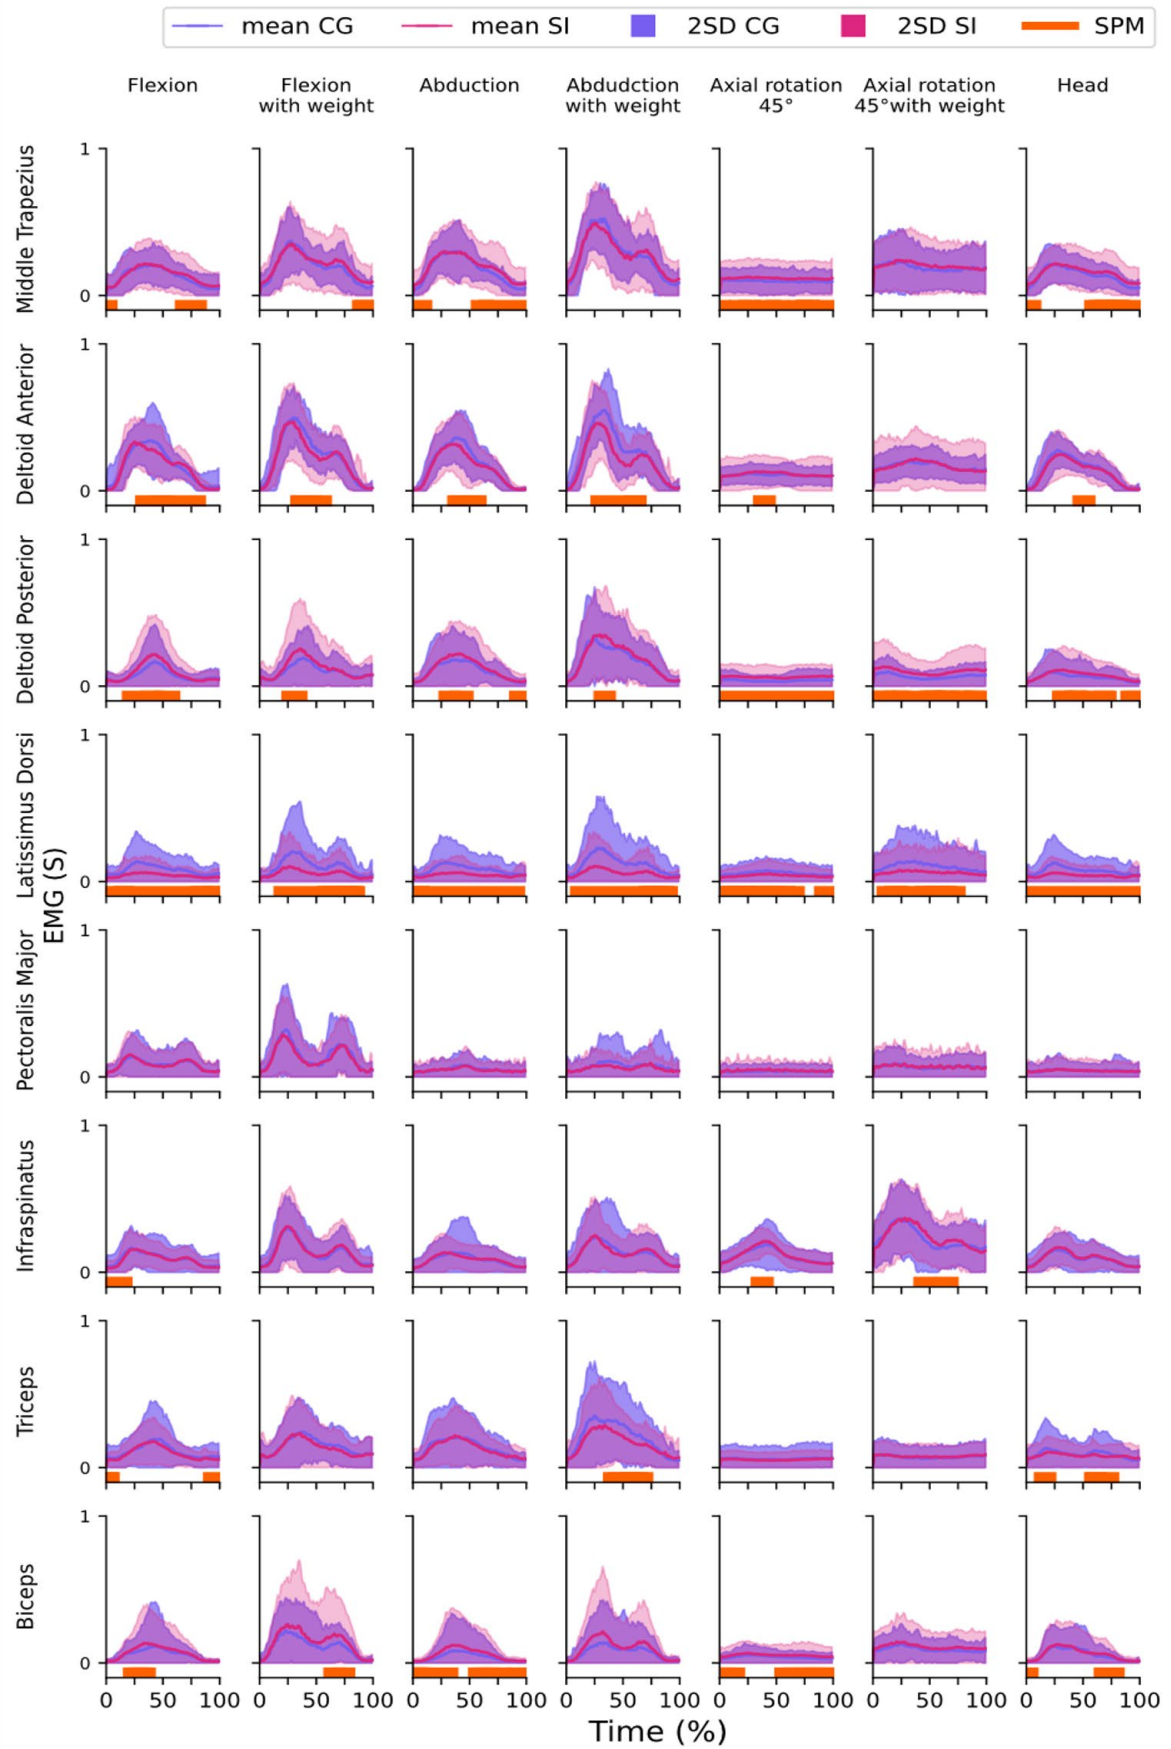 mean CG mean SI 2SD CG 2SD SI SPM
Flexion
Flexion
with weight
Abduction
Abdudction
with weight
Axial rotation
45°
Axial rotation
45°with weight
Head
EMG (S)
Middle Trapezius
1
0
Deltoid Anterior
1
0
Deltoid Posterior
1
0
Latissimus Dorsi
1
0
Pectoralis Major
1
0
Infraspinatus
1
0
Triceps
1
0
Biceps
1
0
0 50 100 0 50 100 0 50 100 0 50 100 0 50 100 0 50 100 0 50 100
Time (%)